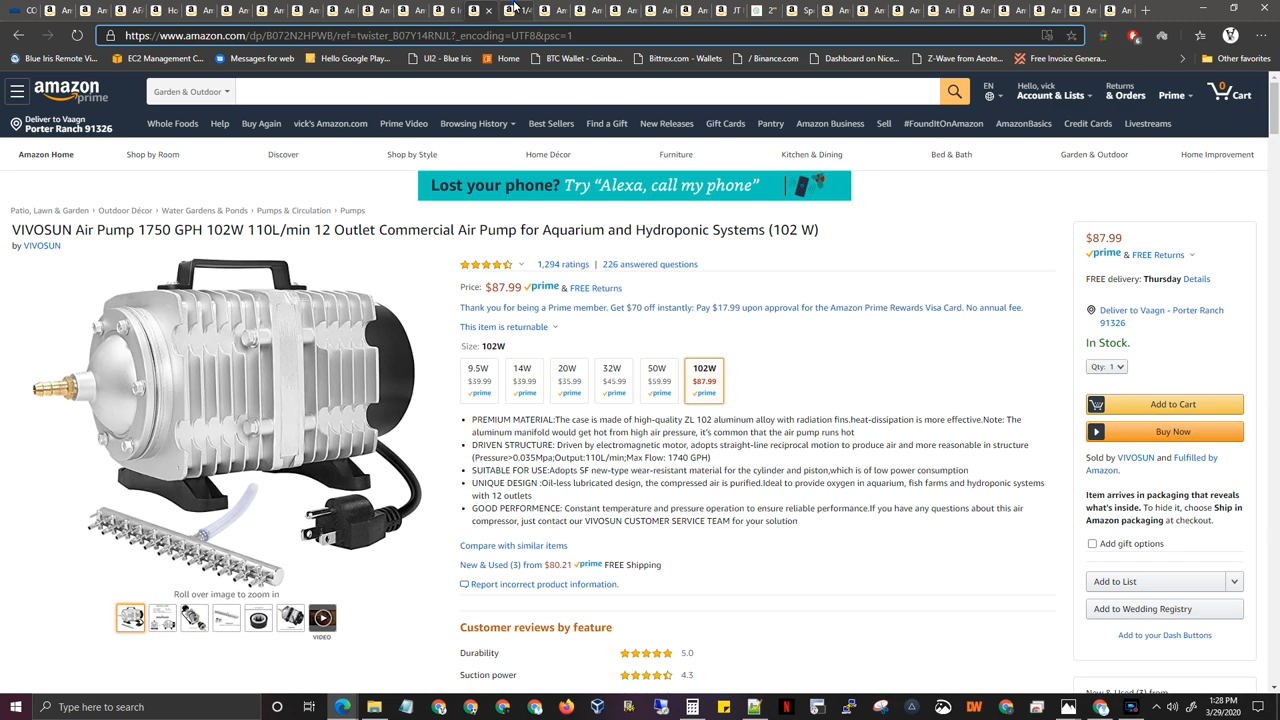 CC
JT
2"
Sp
https://www.amazon.com/dp/B072N2HPWB/ref=twister_B07Y14RNJL?_encoding=UTF8&psc=1
Blue Iris Remote Vi... EC2 Management C... Messages for web Hello Google Play... UI2 - Blue Iris Home BTC Wallet - Coinba... Bittrex.com - Wallets / Binance.com Dashboard on Nice... Z-Wave from Aeote... Free Invoice Genera... Other favorites
amazon prime
Garden & Outdoor
EN
Hello, vick
Account & Lists
Returns
& Orders
Prime
0
Cart
Deliver to Vaagn
Porter Ranch 91326
Whole Foods Help Buy Again vick's Amazon.com Prime Video Browsing History Best Sellers Find a Gift New Releases Gift Cards Pantry Amazon Business Sell #FoundItOnAmazon AmazonBasics Credit Cards Livestreams
Amazon Home Shop by Room Discover Shop by Style Home Décor Furniture Kitchen & Dining Bed & Bath Garden & Outdoor Home Improvement
Lost your phone? Try “Alexa, call my phone”
Patio, Lawn & Garden › Outdoor Décor › Water Gardens & Ponds › Pumps & Circulation › Pumps
VIVOSUN Air Pump 1750 GPH 102W 110L/min 12 Outlet Commercial Air Pump for Aquarium and Hydroponic Systems (102 W)
by VIVOSUN
1,294 ratings | 226 answered questions
Price: $87.99 prime & FREE Returns
Thank you for being a Prime member. Get $70 off instantly: Pay $17.99 upon approval for the Amazon Prime Rewards Visa Card. No annual fee.
This item is returnable
Size: 102W
9.5W 14W 20W 32W 50W 102W
$39.99 $39.99 $35.99 $45.99 $59.99 $87.99
prime prime prime prime prime prime
• PREMIUM MATERIAL:The case is made of high-quality ZL 102 aluminum alloy with radiation fins.heat-dissipation is more effective.Note: The
aluminum manifold would get hot from high air pressure, it's common that the air pump runs hot
• DRIVEN STRUCTURE: Driven by electromagnetic motor, adopts straight-line reciprocal motion to produce air and more reasonable in structure
(Pressure>0.035Mpa;Output:110L/min;Max Flow: 1740 GPH)
• SUITABLE FOR USE:Adopts SF new-type wear-resistant material for the cylinder and piston,which is of low power consumption
• UNIQUE DESIGN :Oil-less lubricated design, the compressed air is purified.Ideal to provide oxygen in aquarium, fish farms and hydroponic systems
with 12 outlets
• GOOD PERFORMENCE: Constant temperature and pressure operation to ensure reliable performance.If you have any questions about this air
compressor, just contact our VIVOSUN CUSTOMER SERVICE TEAM for your solution
Compare with similar items
New & Used (3) from $80.21 prime FREE Shipping
Report incorrect product information.
Roll over image to zoom in
VIDEO
Customer reviews by feature
Durability 5.0
Suction power 4.3
$87.99
prime & FREE Returns
FREE delivery: Thursday Details
Deliver to Vaagn - Porter Ranch
91326
In Stock.
Qty: 1
Add to Cart
Buy Now
Sold by VIVOSUN and Fulfilled by
Amazon.
Item arrives in packaging that reveals
what's inside. To hide it, choose Ship in
Amazon packaging at checkout.
Add gift options
Add to List
Add to Wedding Registry
Add to your Dash Buttons
New & Used (3) from
Type here to search
1:28 PM
3/29/2020